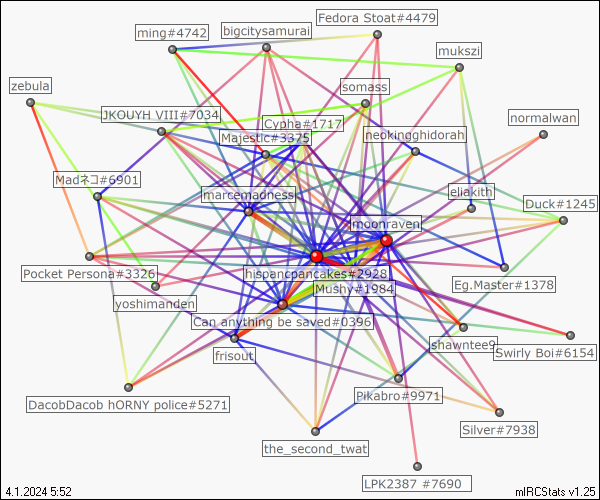 Fedora Stoat#4479
ming#4742
bigcitysamurai
mukszi
zebula
somass
JKOUYH VIII#7034
Cypha#1717
normalwan
Majestic#3375
neokingghidorah
Madネコ#6901
marcemadness
eliakith
Duck#1245
moonraven
Pocket Persona#3326
hispancpancakes#2928
Eg.Master#1378
Mushy#1984
yoshimanden
Can anything be saved#0396
shawntee9
Swirly Boi#6154
frisout
Pikabro#9971
DacobDacob hORNY police#5271
Silver#7938
the_second_twat
LPK2387 #7690
4.1.2024 5:52
mIRCStats v1.25